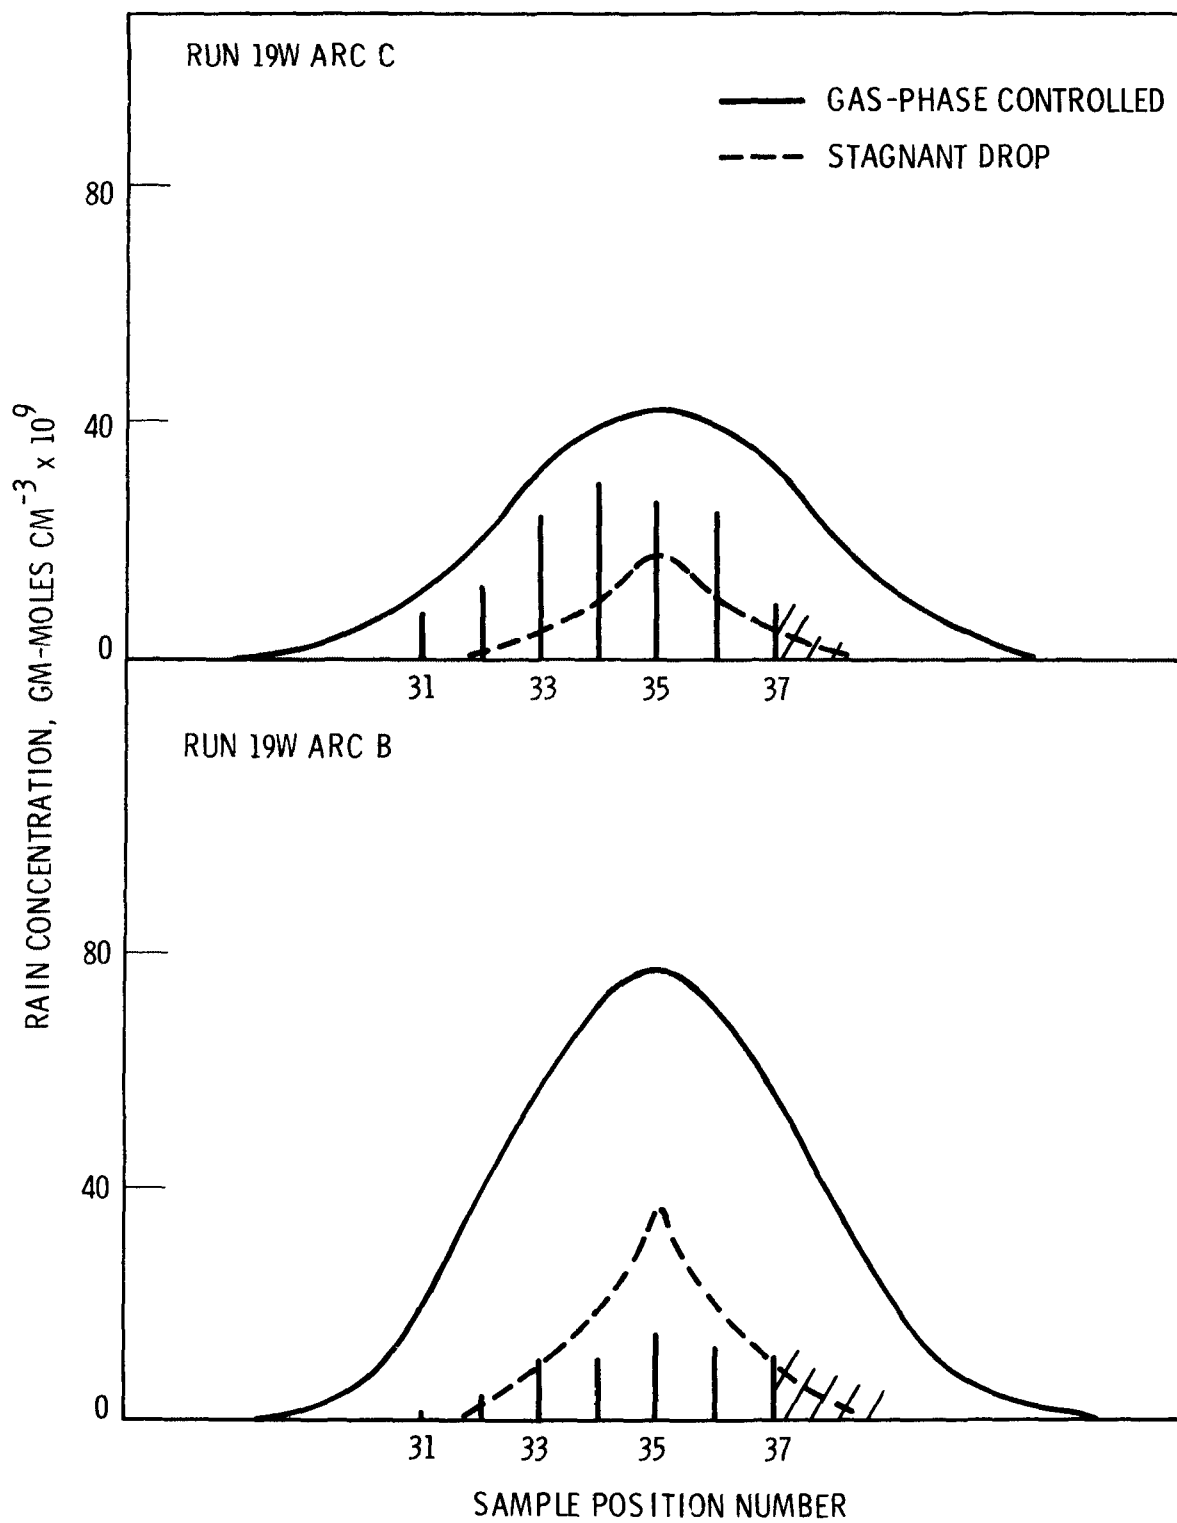 RUN 19W ARC C
GAS-PHASE CONTROLLED
STAGNANT DROP
80
40
0
31 33 35 37
RAIN CONCENTRATION, GM-MOLES CM⁻³ x 10⁹
RUN 19W ARC B
80
40
0
31 33 35 37
SAMPLE POSITION NUMBER